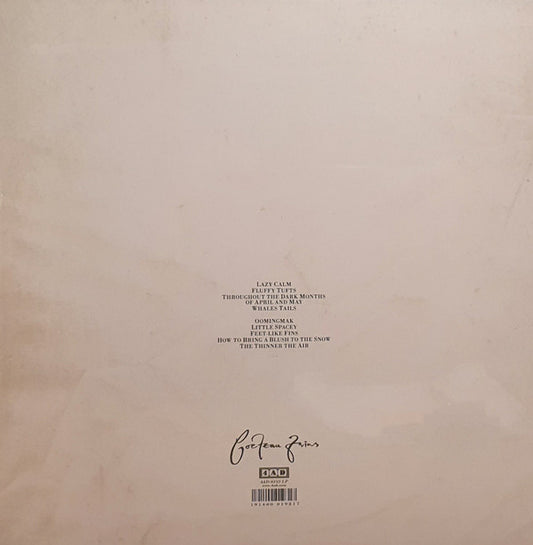 LAZY CALM
FLUFFY TUFTS
THROUGHOUT THE DARK MONTHS
OF APRIL AND MAY
WHALES TAILS
OOMINGMAK
LITTLE SPACEY
FEET-LIKE FINS
HOW TO BRING A BLUSH TO THE SNOW
THE THINNER THE AIR
Cocteau Twins
4AD